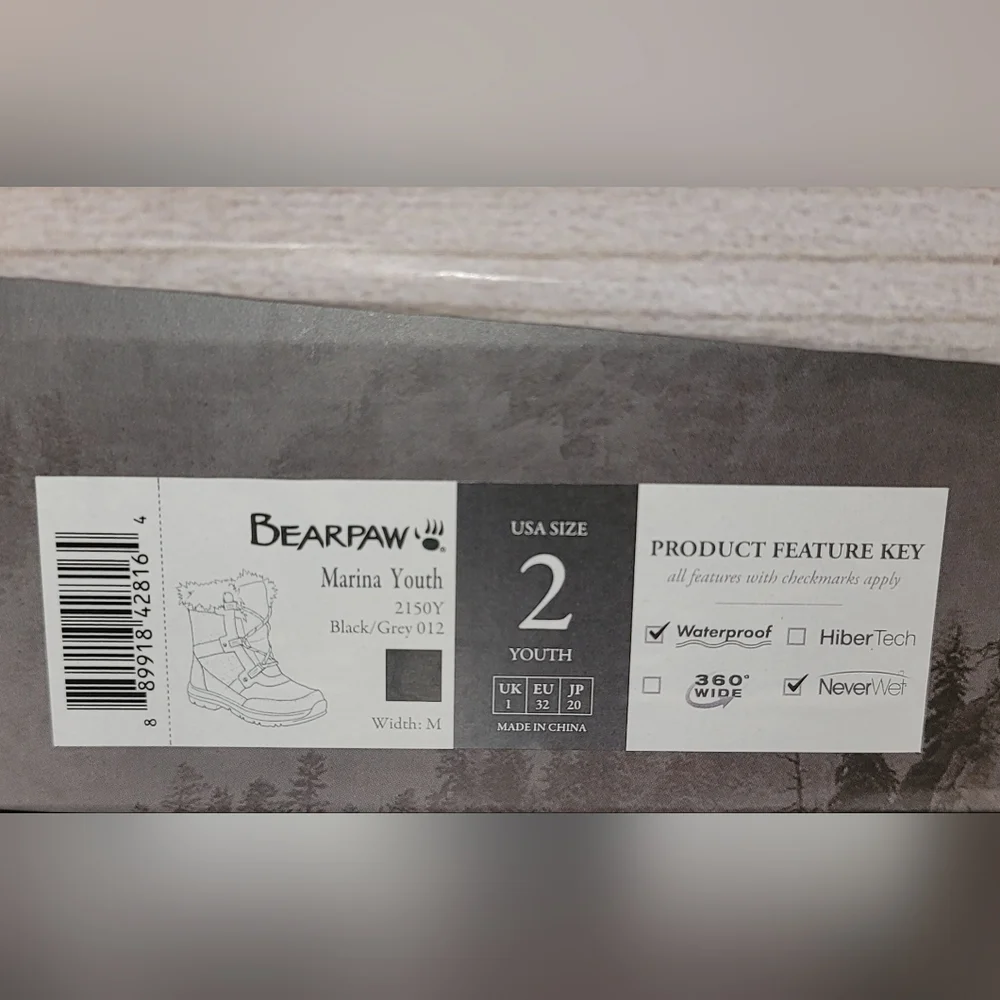 8 89918 42816 4
BEARPAW
Marina Youth
2150Y
Black/Grey 012
Width: M
USA SIZE
2
YOUTH
UK EU JP
1 32 20
MADE IN CHINA
PRODUCT FEATURE KEY
all features with checkmarks apply
Waterproof HiberTech
360° WIDE NeverWet